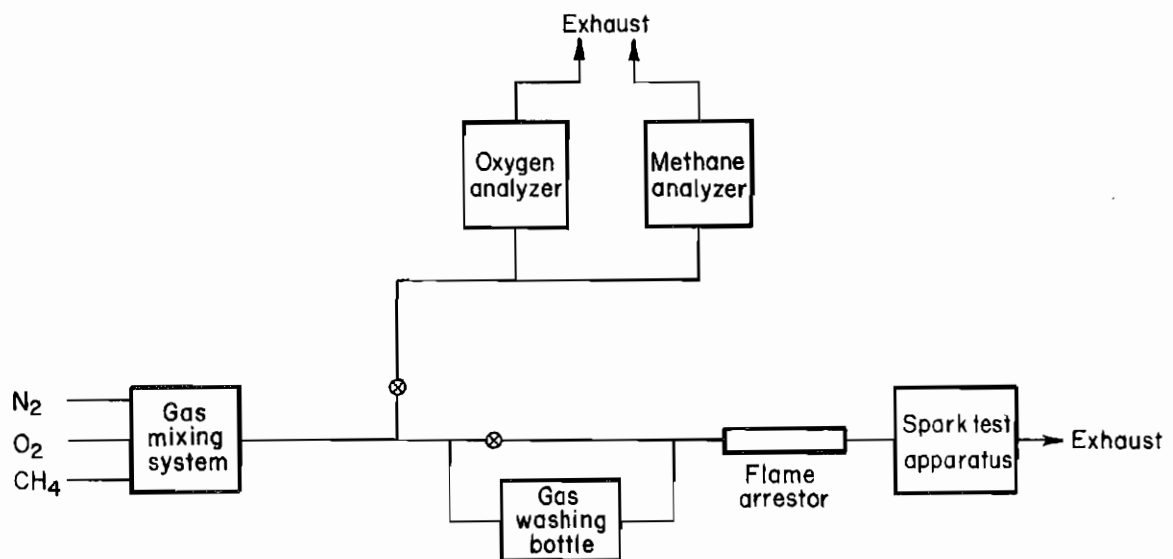 Exhaust
Oxygen
analyzer
Methane
analyzer
N2
O2
CH4
Gas
mixing
system
Spark test
apparatus
Exhaust
Flame
arrestor
Gas
washing
bottle